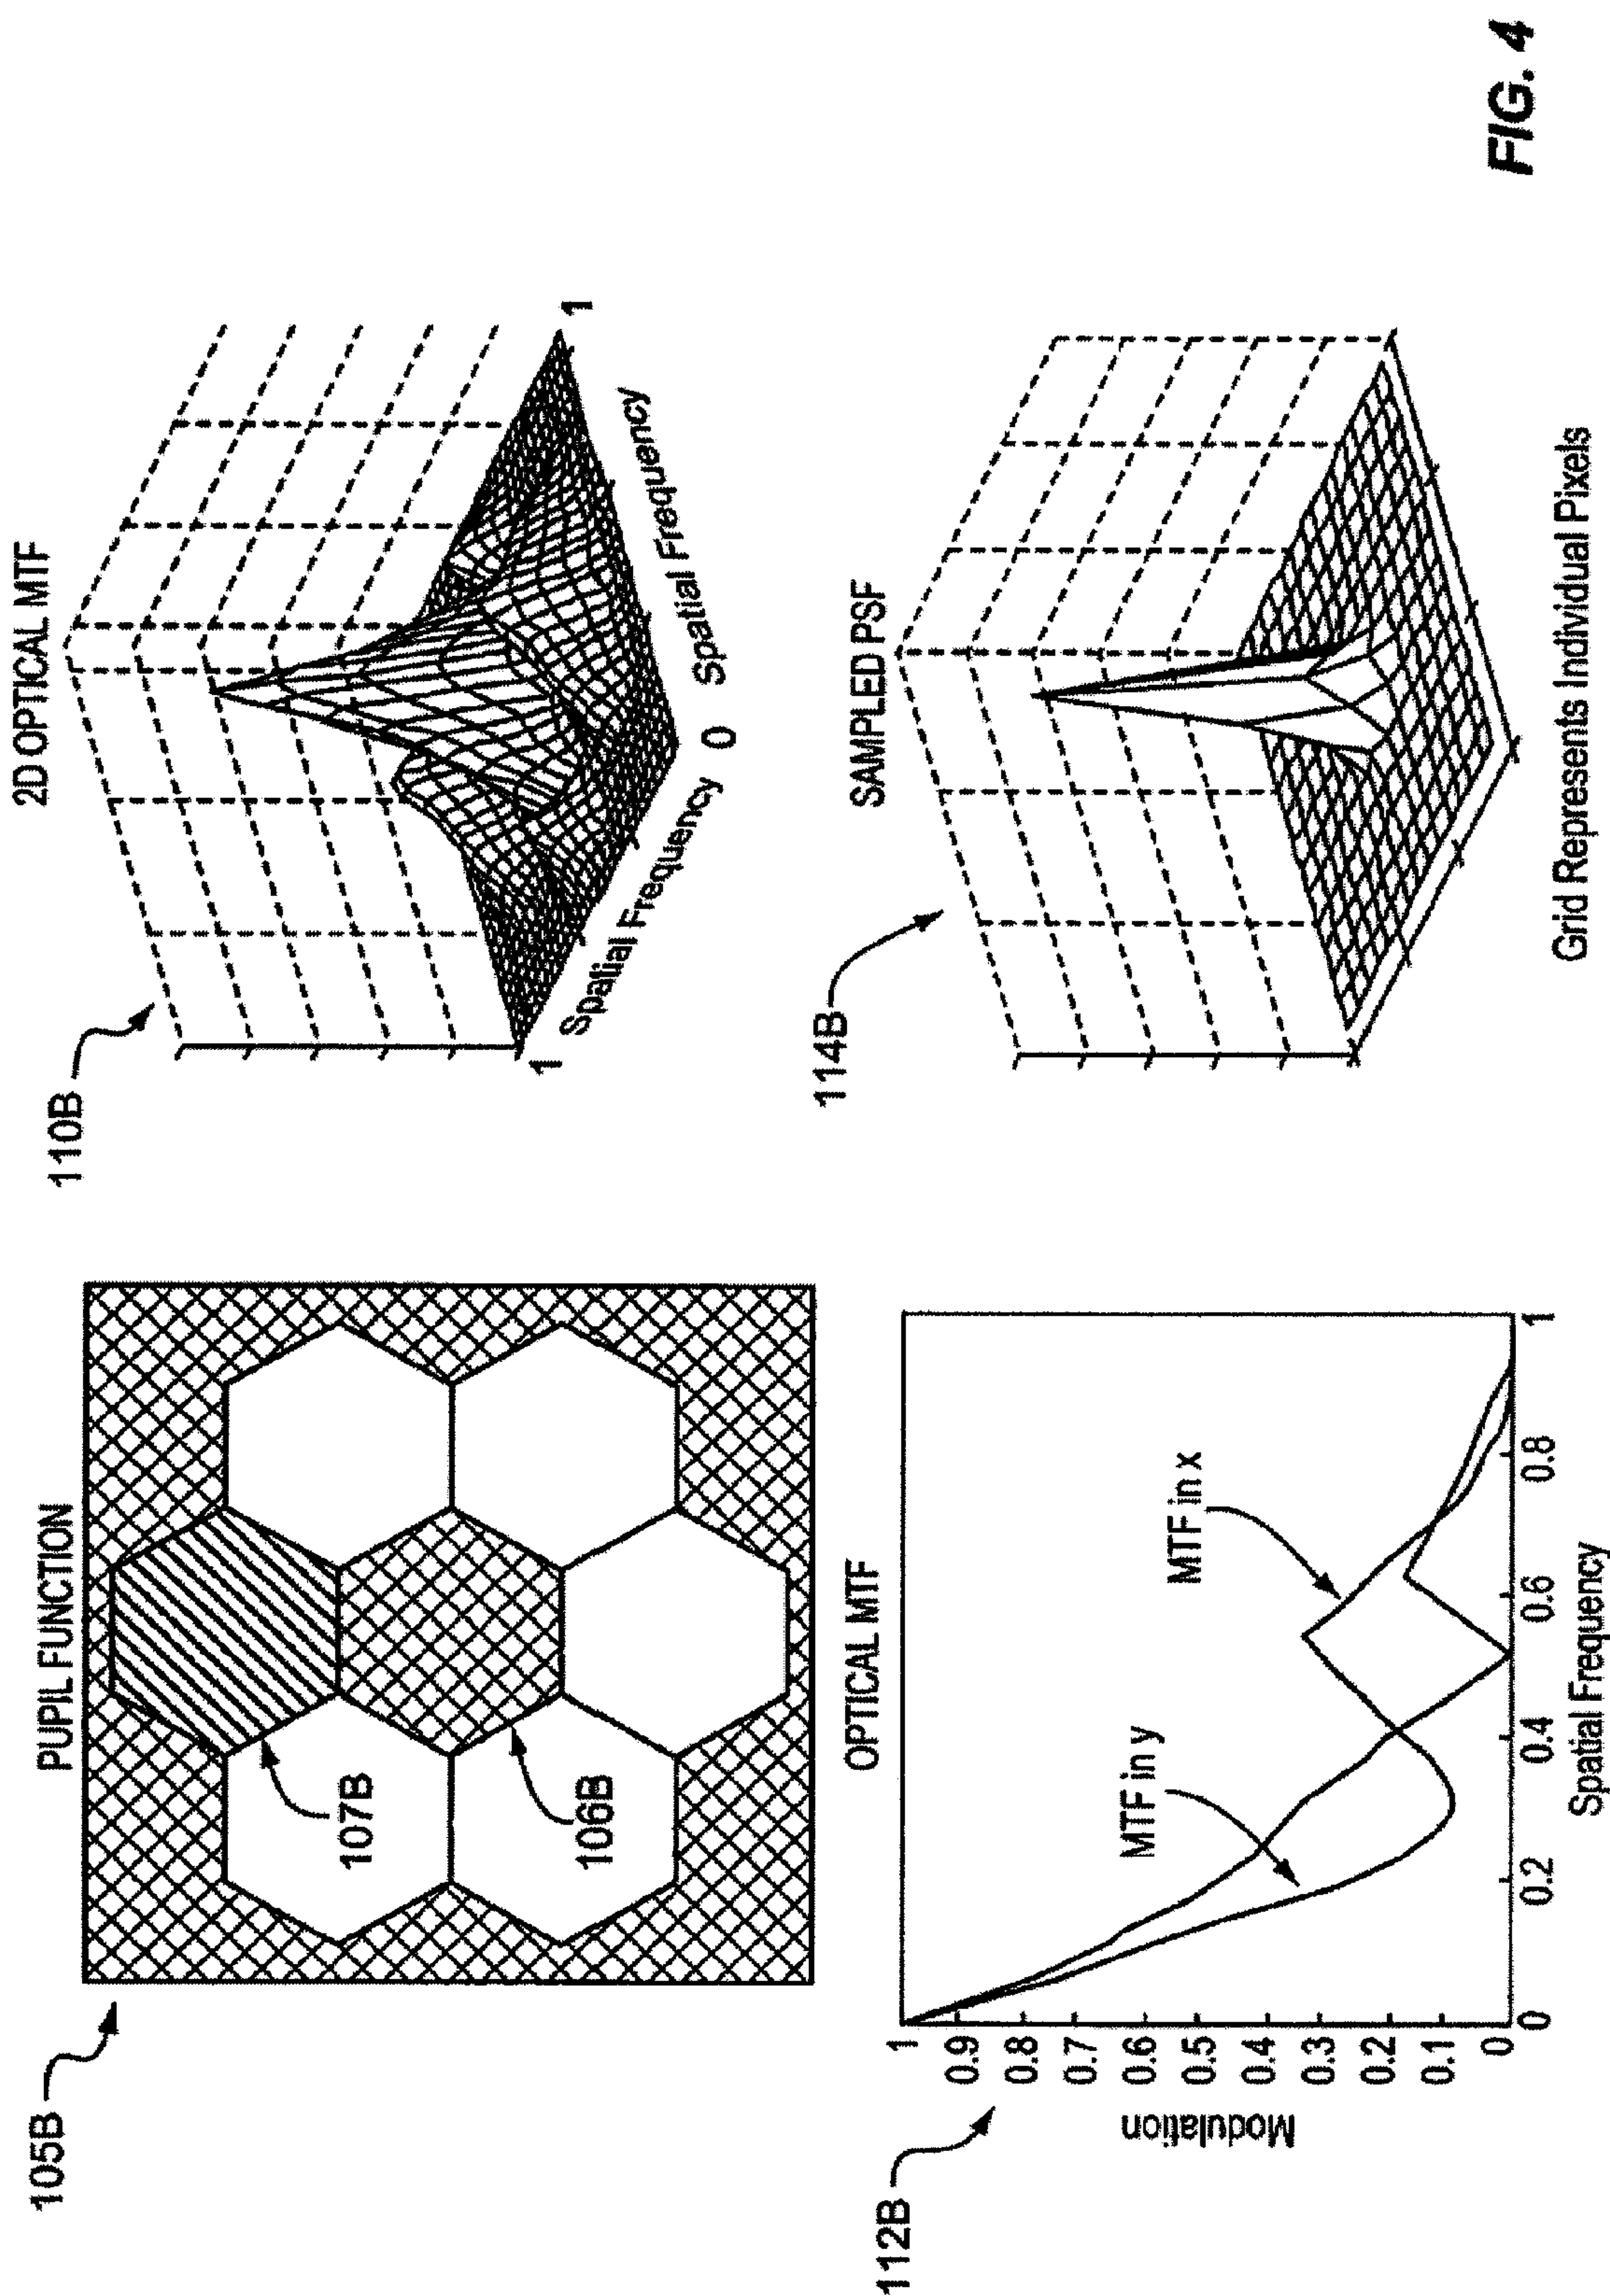 PUPIL FUNCTION
105B
107B
106B
2D OPTICAL MTF
110B
1
Spatial Frequency
0
Spatial Frequency
1
OPTICAL MTF
112B
Modulation
1
0.9
0.8
0.7
0.6
0.5
0.4
0.3
0.2
0.1
0
MTF in y
MTF in x
0
0.2
0.4
0.6
0.8
1
Spatial Frequency
SAMPLED PSF
114B
Grid Represents Individual Pixels
FIG. 4